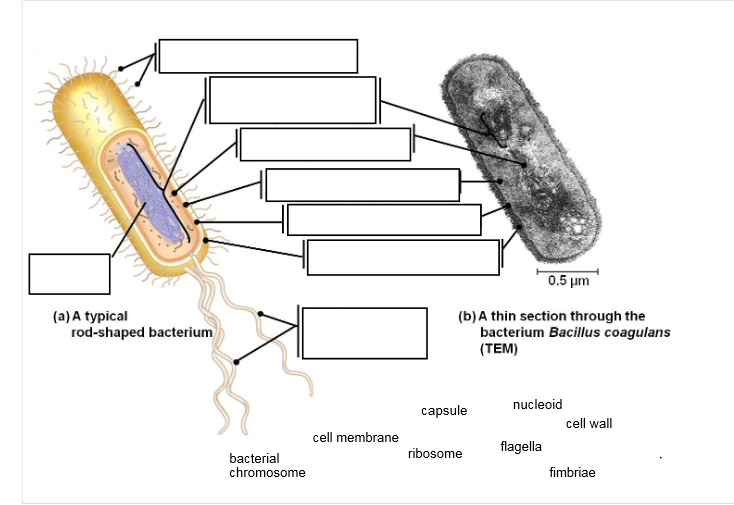 0.5 µm
(a) A typical
rod-shaped bacterium
(b) A thin section through the
bacterium Bacillus coagulans
(TEM)
capsule
nucleoid
cell wall
cell membrane
flagella
ribosome
bacterial
chromosome
fimbriae